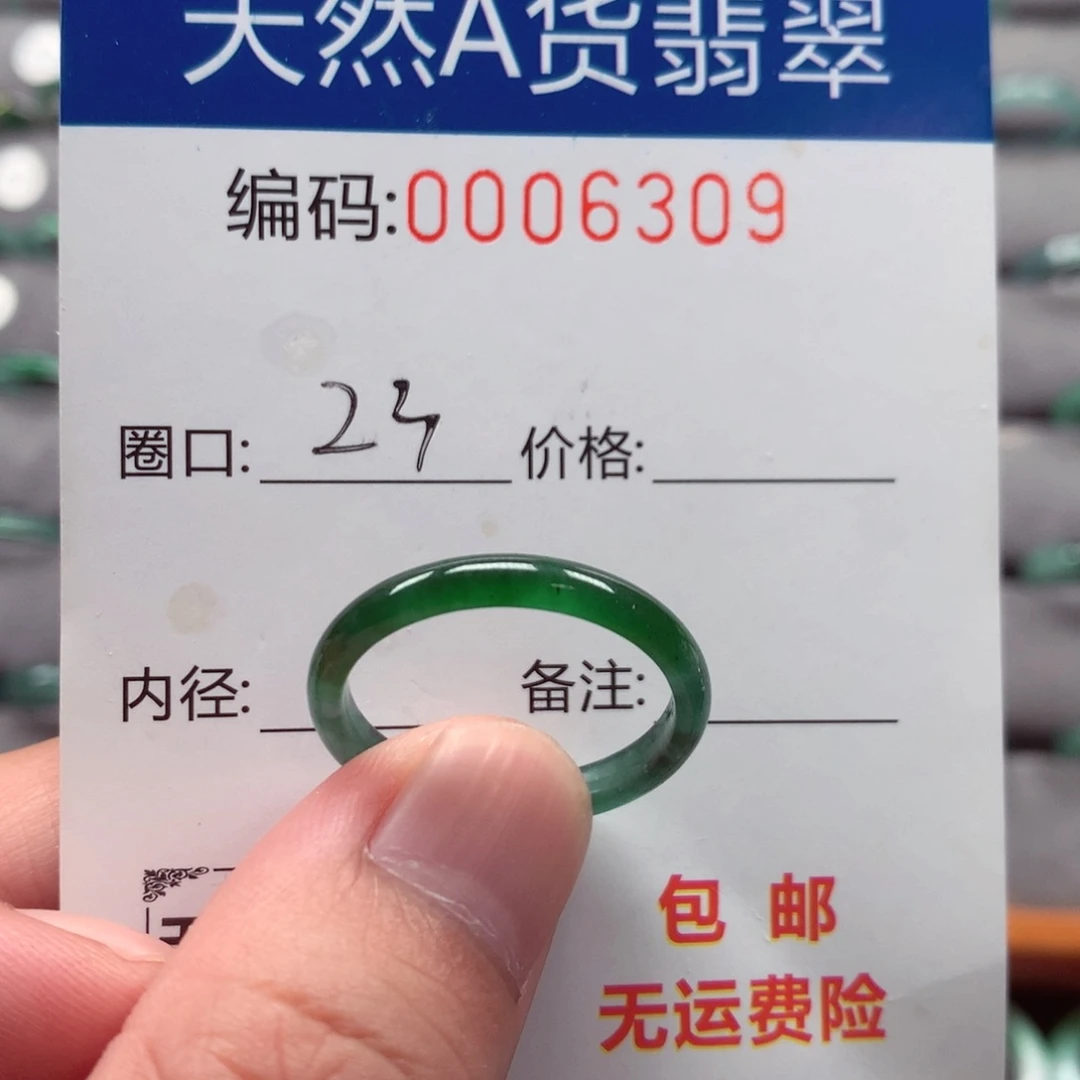 天然A货翡翠
编码:0006309
圈口: 24 价格:
内径: 备注:
包邮
无运费险